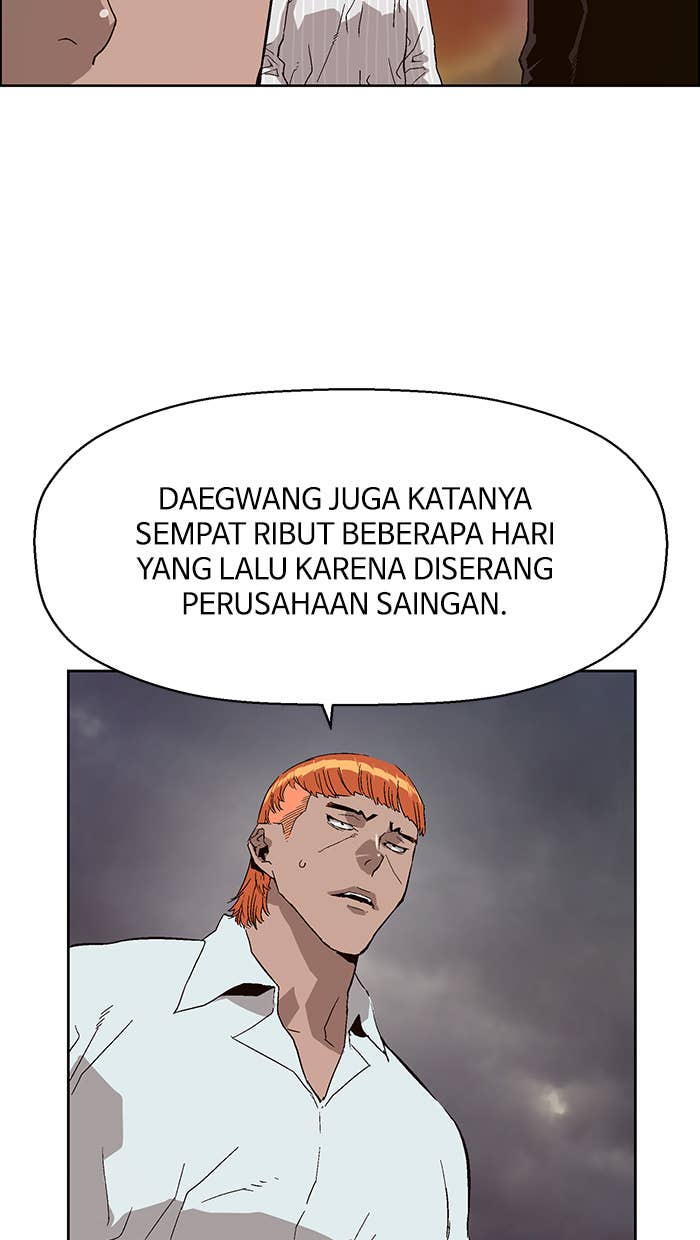 DAEGWANG JUGA KATANYA
SEMPAT RIBUT BEBERAPA HARI
YANG LALU KARENA DISERANG
PERUSAHAAN SAINGAN.